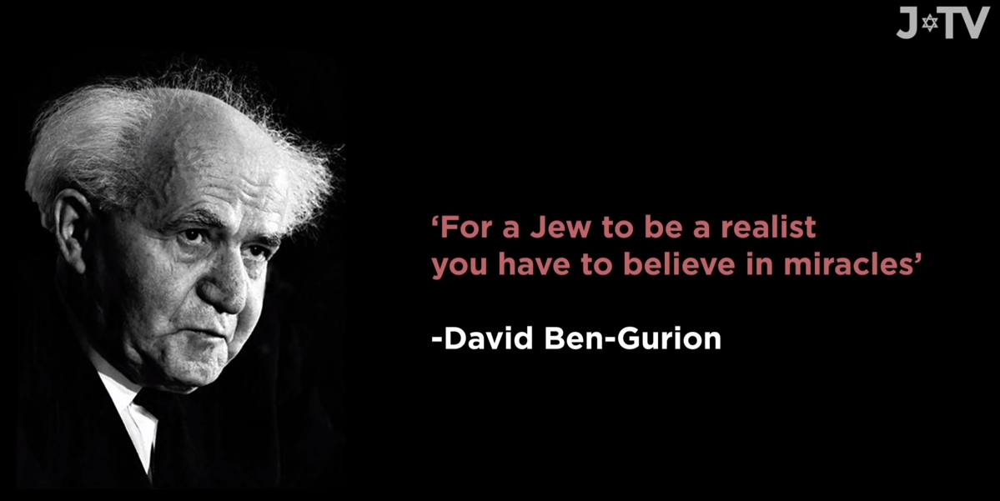 J✡TV
‘For a Jew to be a realist
you have to believe in miracles’
-David Ben-Gurion